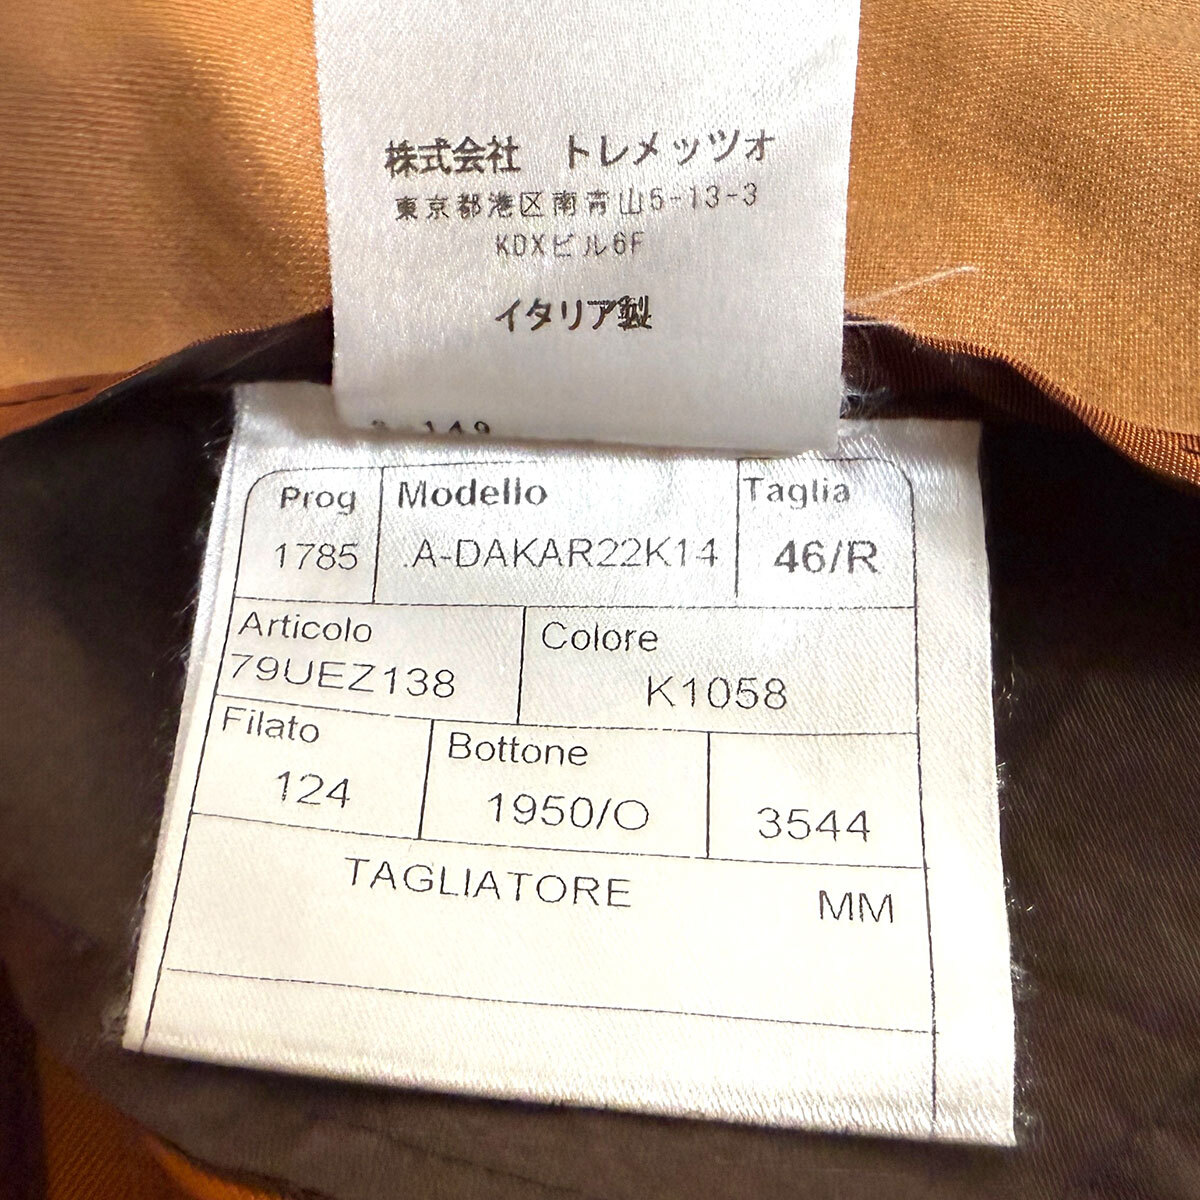 株式会社 トレメッツオ
東京都港区南青山5-13-3
KDXビル6F
イタリア製
149
Prog Modello Taglia
1785 .A-DAKAR22K14 46/R
Articolo Colore
79UEZ138 K1058
Filato Bottone
124 1950/O 3544
TAGLIATORE MM